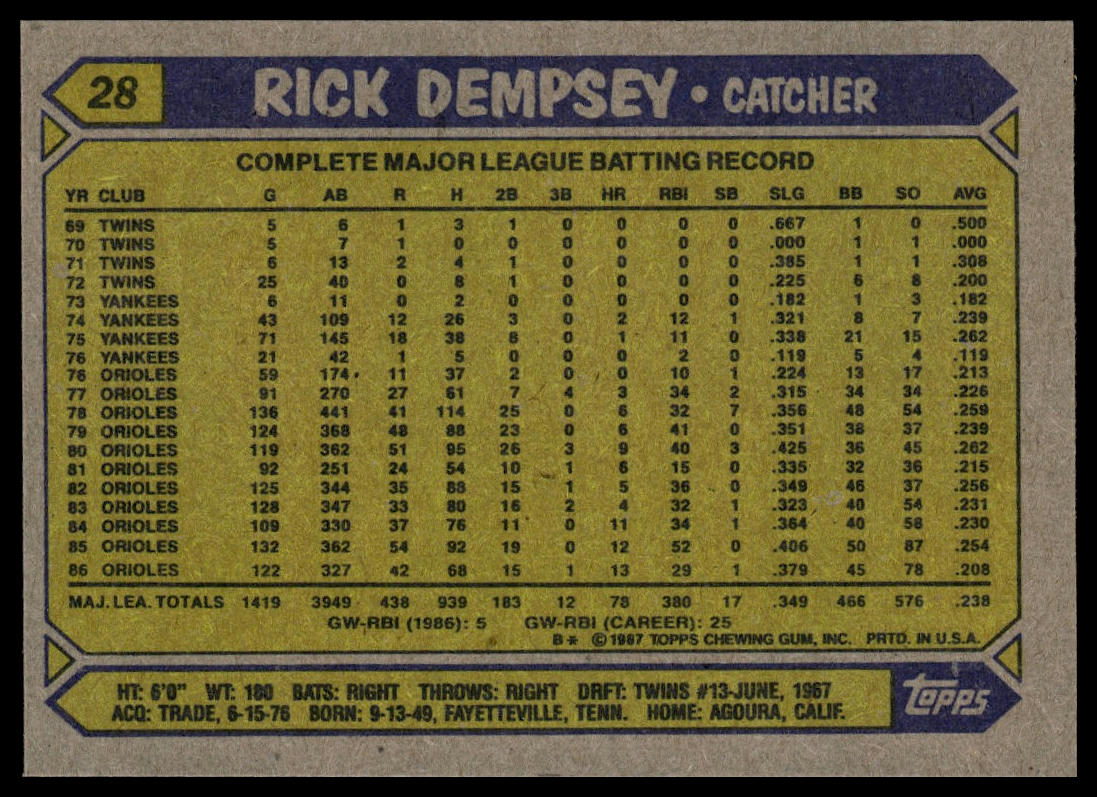 28 RICK DEMPSEY • CATCHER
COMPLETE MAJOR LEAGUE BATTING RECORD
YR CLUB G AB R H 2B 3B HR RBI SB SLG BB SO AVG
69 TWINS 5 6 1 3 1 0 0 0 0 .667 1 0 .500
70 TWINS 5 7 1 0 0 0 0 0 0 .000 1 1 .000
71 TWINS 6 13 2 4 1 0 0 0 0 .385 1 1 .308
72 TWINS 25 40 0 8 1 0 0 0 0 .225 6 8 .200
73 YANKEES 6 11 0 2 0 0 0 0 0 .182 1 3 .182
74 YANKEES 43 109 12 26 3 0 2 12 1 .321 8 7 .239
75 YANKEES 71 145 18 38 8 0 1 11 0 .338 21 15 .262
76 YANKEES 21 42 1 5 0 0 0 2 0 .119 5 4 .119
76 ORIOLES 59 174 11 37 2 0 0 10 1 .224 13 17 .213
77 ORIOLES 91 270 27 61 7 4 3 34 2 .315 34 34 .226
78 ORIOLES 136 441 41 114 25 0 6 32 7 .356 48 54 .259
79 ORIOLES 124 368 48 88 23 0 6 41 0 .351 38 37 .239
80 ORIOLES 119 362 51 95 26 3 9 40 3 .425 36 45 .262
81 ORIOLES 92 251 24 54 10 1 6 15 0 .335 32 36 .215
82 ORIOLES 125 344 35 88 15 1 5 36 0 .349 46 37 .256
83 ORIOLES 128 347 33 80 16 2 4 32 1 .323 40 54 .231
84 ORIOLES 109 330 37 76 11 0 11 34 1 .364 40 58 .230
85 ORIOLES 132 362 54 92 19 0 12 52 0 .406 50 87 .254
86 ORIOLES 122 327 42 68 15 1 13 29 1 .379 45 78 .208
MAJ. LEA. TOTALS 1419 3949 438 939 183 12 78 380 17 .349 466 576 .238
GW-RBI (1986): 5 GW-RBI (CAREER): 25
B* © 1987 TOPPS CHEWING GUM, INC. PRTD. IN U.S.A.
HT: 6'0" WT: 180 BATS: RIGHT THROWS: RIGHT DRFT: TWINS #13-JUNE, 1967
ACQ: TRADE, 6-15-76 BORN: 9-13-49, FAYETTEVILLE, TENN. HOME: AGOURA, CALIF.
TOPPS